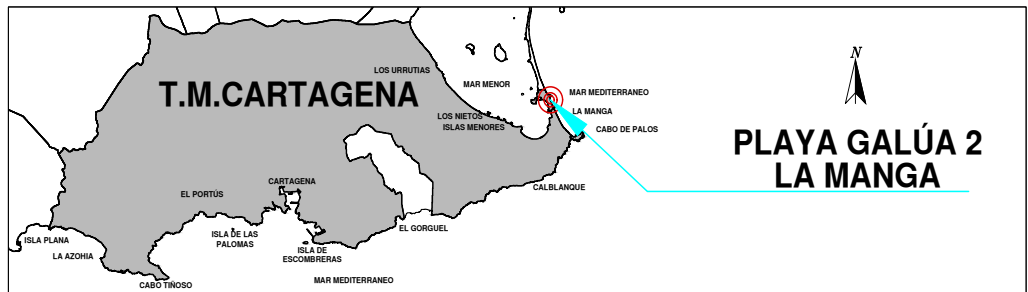 LOS URRUTIAS
T.M.CARTAGENA
MAR MENOR
MAR MEDITERRANEO
LA MANGA
LOS NIETOS
ISLAS MENORES
CABO DE PALOS
N
PLAYA GALÚA 2
LA MANGA
CARTAGENA
EL PORTÚS
CALBLANQUE
EL GORGUEL
ISLA DE LAS
PALOMAS
ISLA PLANA
LA AZOHIA
ISLA DE
ESCOMBRERAS
CABO TIÑOSO
MAR MEDITERRANEO